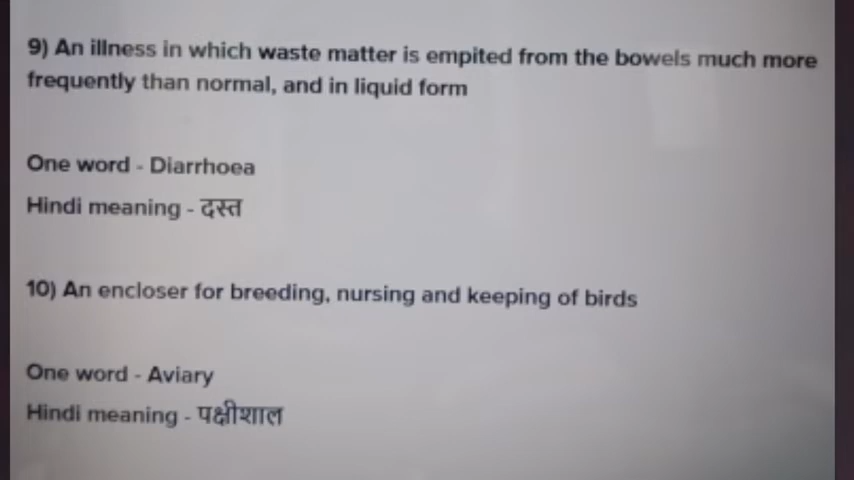 9) An illness in which waste matter is empited from the bowels much more
frequently than normal, and in liquid form
One word - Diarrhoea
Hindi meaning - दस्त
10) An encloser for breeding, nursing and keeping of birds
One word - Aviary
Hindi meaning - पक्षीशाल